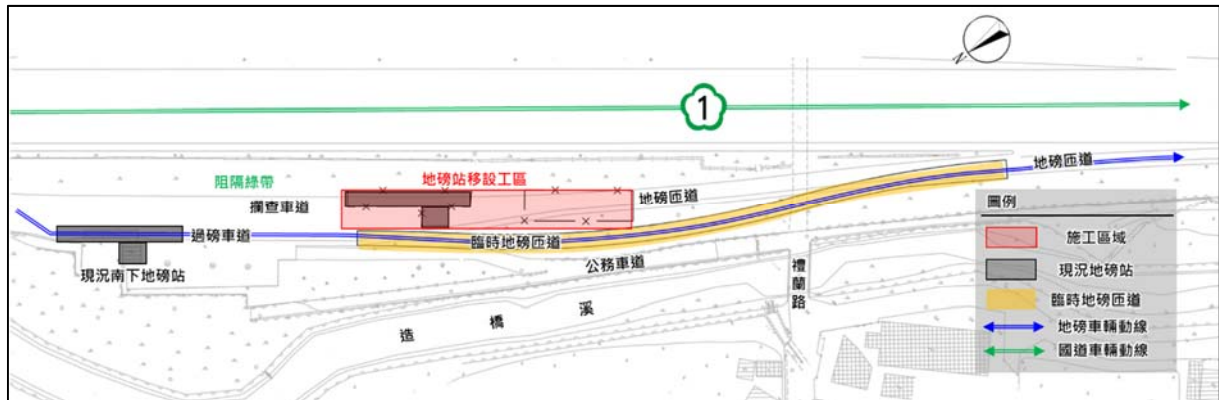 N
1
阻隔綠帶
地磅站移設工區
地磅匝道
攔查車道
地磅匝道
過磅車道
臨時地磅匝道
現況南下地磅站
公務車道
造橋溪
禮蘭路
圖例
施工區域
現況地磅站
臨時地磅匝道
地磅車輛動線
國道車輛動線